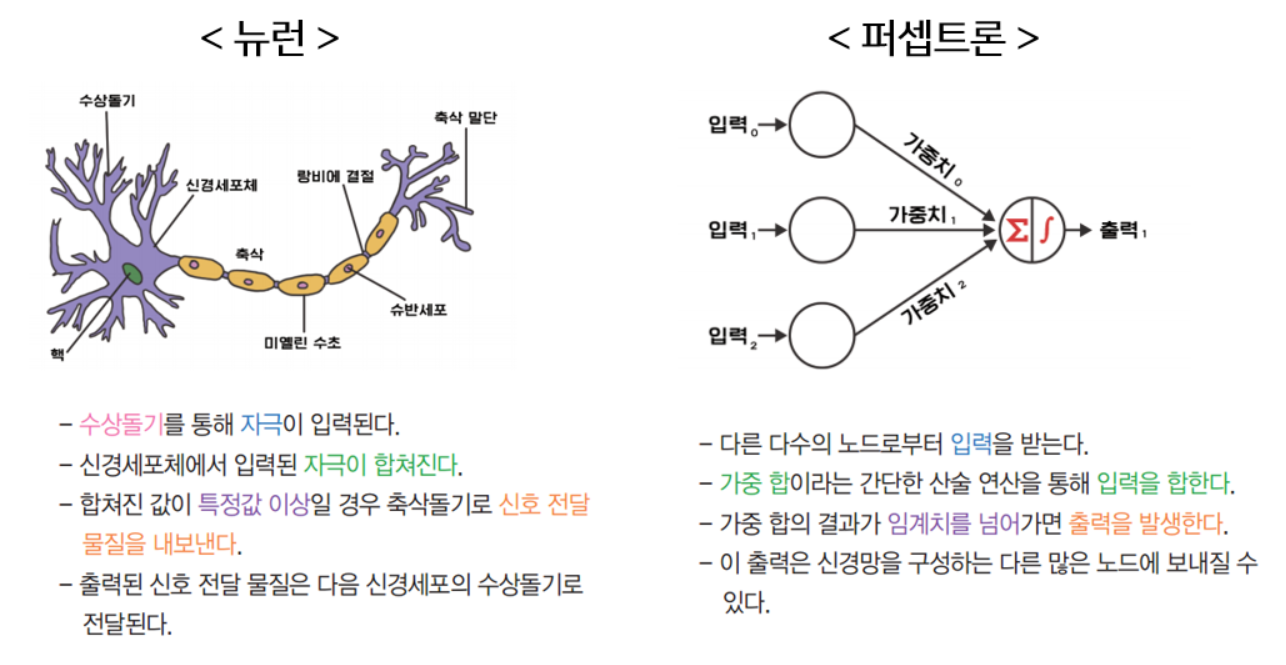 < 뉴런 >
수상돌기
축삭 말단
신경세포체
랑비에 결절
축삭
슈반세포
미엘린 수초
핵
– 수상돌기를 통해 자극이 입력된다.
– 신경세포체에서 입력된 자극이 합쳐진다.
– 합쳐진 값이 특정값 이상일 경우 축삭돌기로 신호 전달
물질을 내보낸다.
– 출력된 신호 전달 물질은 다음 신경세포의 수상돌기로
전달된다.
< 퍼셉트론 >
입력₀
가중치₀
입력₁
가중치₁
Σ ∫
출력₁
입력₂
가중치₂
– 다른 다수의 노드로부터 입력을 받는다.
– 가중 합이라는 간단한 산술 연산을 통해 입력을 합한다.
– 가중 합의 결과가 임계치를 넘어가면 출력을 발생한다.
– 이 출력은 신경망을 구성하는 다른 많은 노드에 보내질 수
있다.